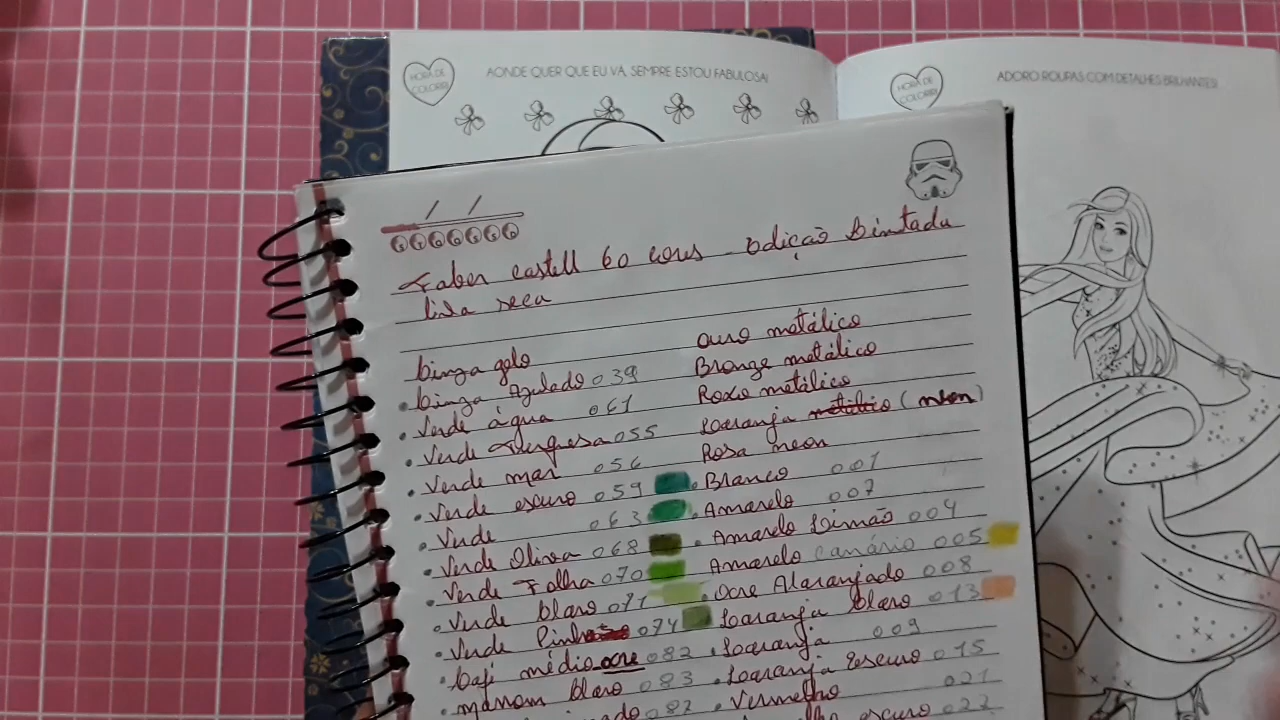 HORA DE COLORIR
AONDE QUER QUE EU VÁ, SEMPRE ESTOU FABULOSA!
HORA DE COLORIR
ADORO ROUPAS COM DETALHES BRILHANTES!
Faber castell 60 cores - edição limitada
linha seca
Cinza gelo
Cinza Azulado 039
Verde água 061
Verde Turquesa 055
Verde mar 056
Verde escuro 059
Verde 063
Verde Oliva 068
Verde Folha 070
Verde Claro 071
Verde Pinho 074
Café médio ocre 082
marrom Claro 083
082
ouro metálico
Bronze metálico
Roxo metálico
Laranja metálico (neon)
Rosa neon
Branco 001
Amarelo 007
Amarelo Limão 004
Amarelo Canário 005
Ocre Alaranjado 008
Laranja Claro 013
Laranja 009
Laranja Escuro 015
Vermelho 021
escuro 022